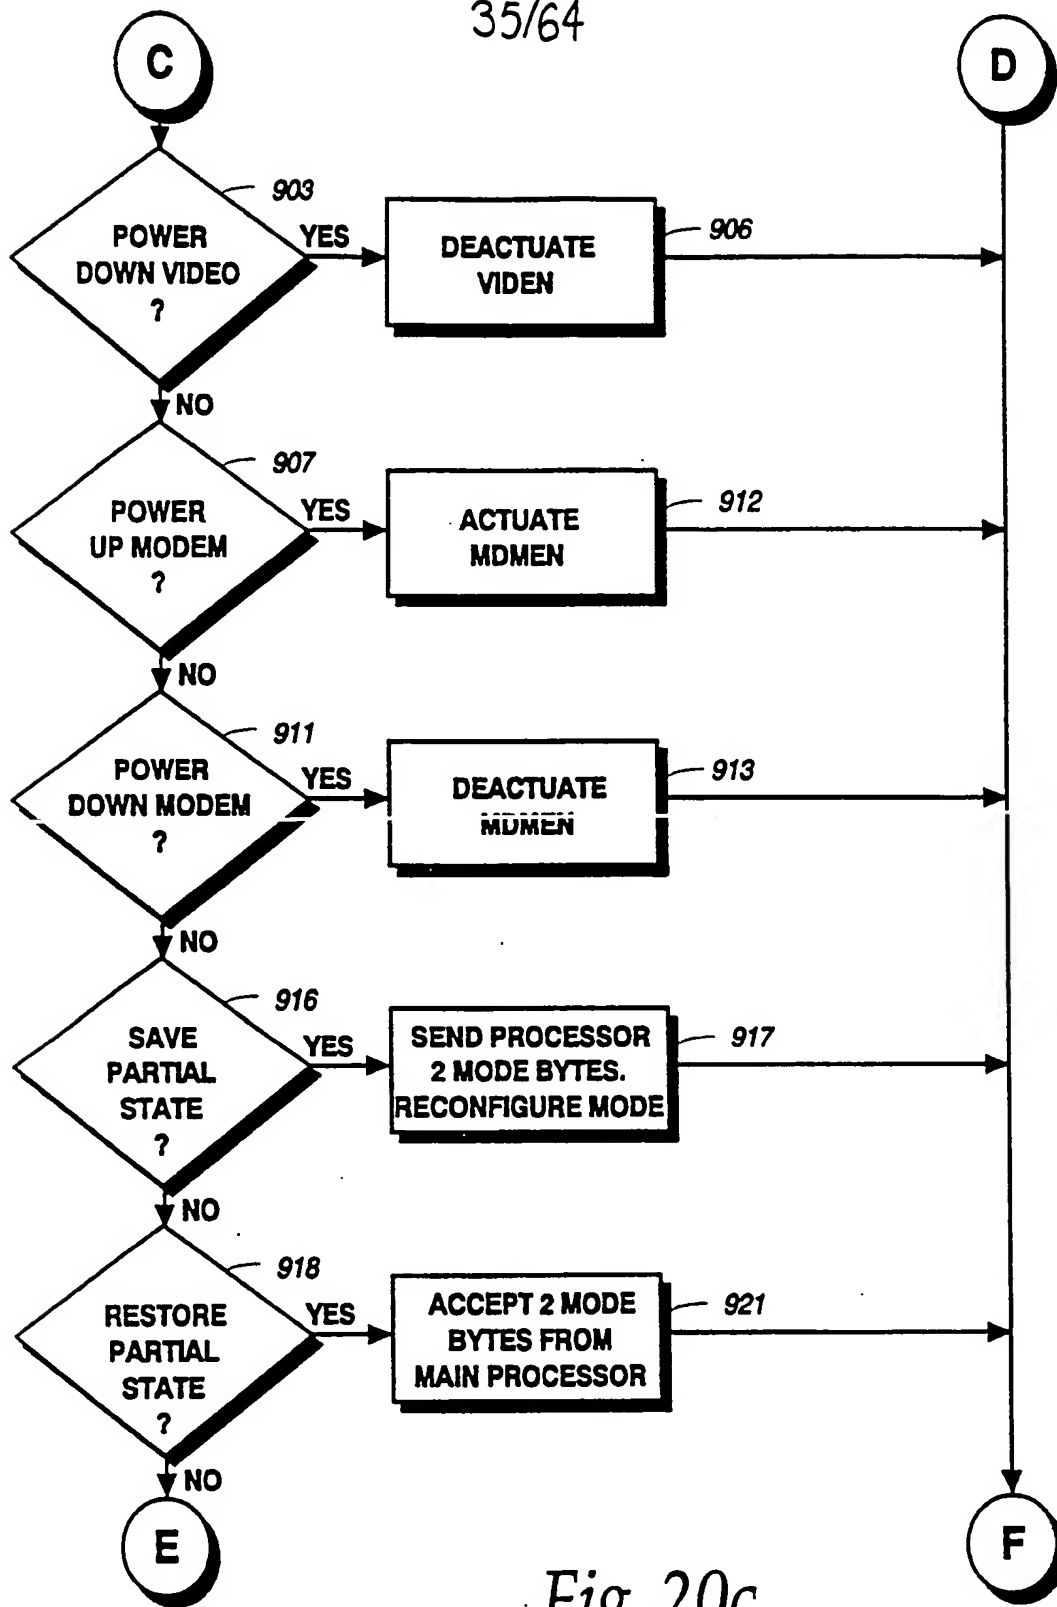 35/64
C
D
903
POWER
DOWN VIDEO
?
YES
DEACTUATE
VIDEN
906
NO
907
POWER
UP MODEM
?
YES
ACTUATE
MDMEN
912
NO
911
POWER
DOWN MODEM
?
YES
DEACTUATE
MDMEN
913
NO
916
SAVE
PARTIAL
STATE
?
YES
SEND PROCESSOR
2 MODE BYTES.
RECONFIGURE MODE
917
NO
918
RESTORE
PARTIAL
STATE
?
YES
ACCEPT 2 MODE
BYTES FROM
MAIN PROCESSOR
921
NO
E
F
Fig. 20c